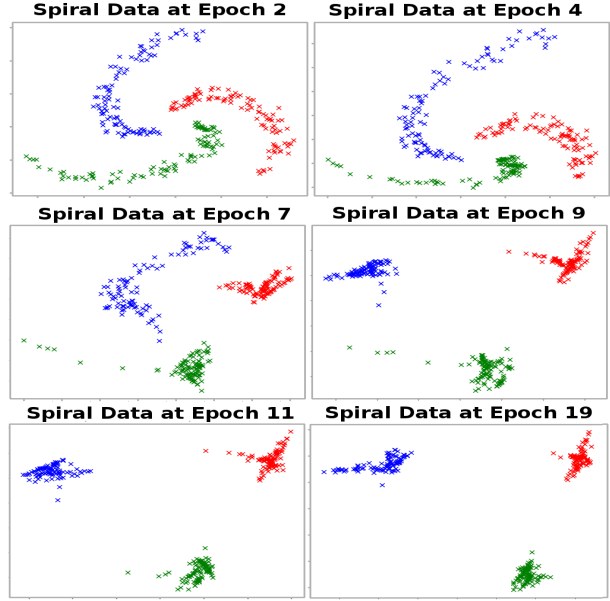 Spiral Data at Epoch 2
Spiral Data at Epoch 4
Spiral Data at Epoch 7
Spiral Data at Epoch 9
Spiral Data at Epoch 11
Spiral Data at Epoch 19